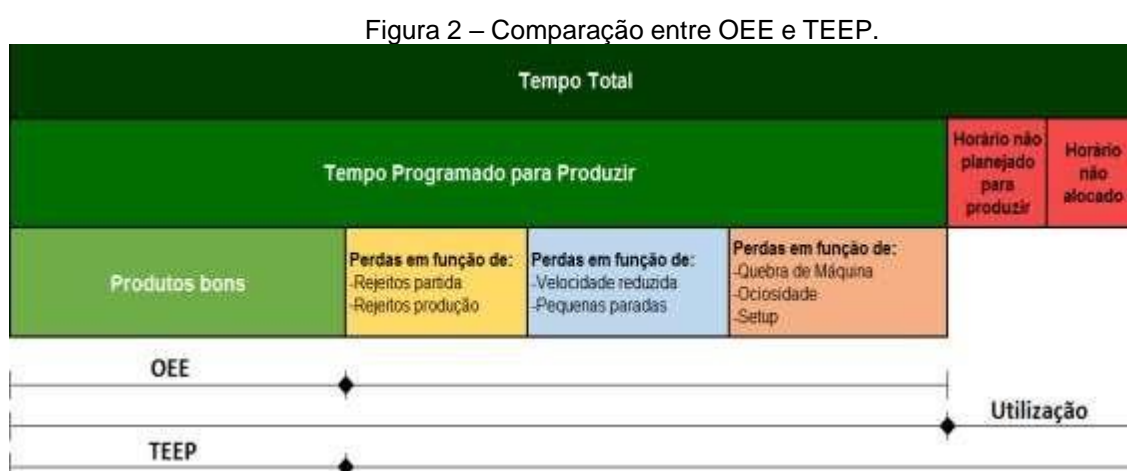 Figura 2 – Comparação entre OEE e TEEP.
Tempo Total
Tempo Programado para Produzir
Horário não
planejado
para
produzir
Horário
não
alocado
Produtos bons
Perdas em função de:
-Rejeitos partida
-Rejeitos produção
Perdas em função de:
-Velocidade reduzida
-Pequenas paradas
Perdas em função de:
-Quebra de Máquina
-Ociosidade
-Setup
OEE
Utilização
TEEP